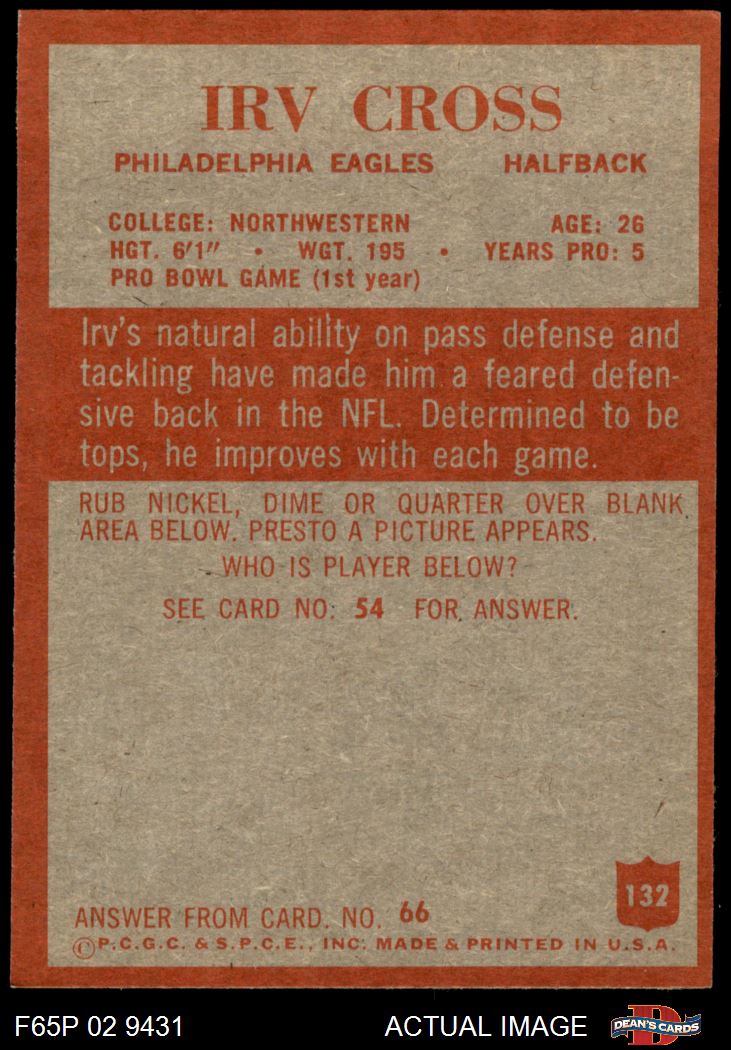 IRV CROSS
PHILADELPHIA EAGLES HALFBACK
COLLEGE: NORTHWESTERN AGE: 26
HGT. 6'1" • WGT. 195 • YEARS PRO: 5
PRO BOWL GAME (1st year)
Irv's natural ability on pass defense and
tackling have made him a feared defen-
sive back in the NFL. Determined to be
tops, he improves with each game.
RUB NICKEL, DIME OR QUARTER OVER BLANK
AREA BELOW. PRESTO A PICTURE APPEARS.
WHO IS PLAYER BELOW?
SEE CARD NO: 54 FOR ANSWER.
132
ANSWER FROM CARD. NO. 66
©P.C.G.C. & S.P.C.E., INC. MADE & PRINTED IN U.S.A.
F65P 02 9431 ACTUAL IMAGE D DEAN'S CARDS